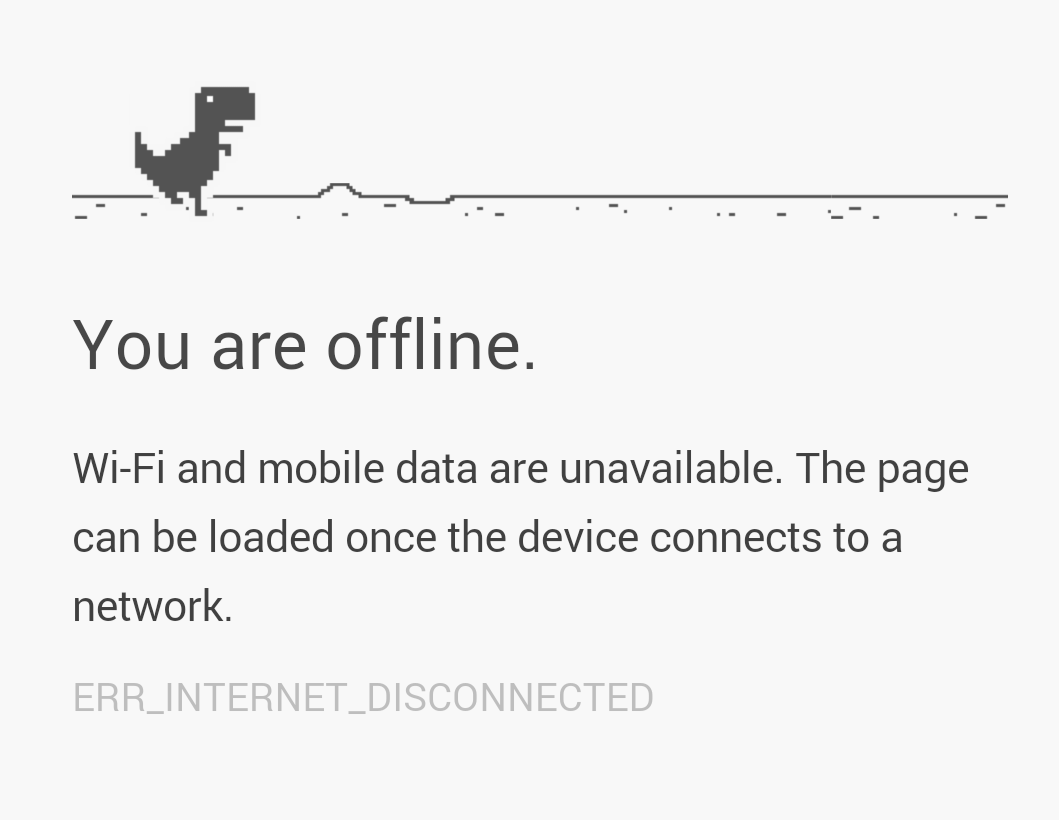 You are offline.
Wi-Fi and mobile data are unavailable. The page
can be loaded once the device connects to a
network.
ERR_INTERNET_DISCONNECTED